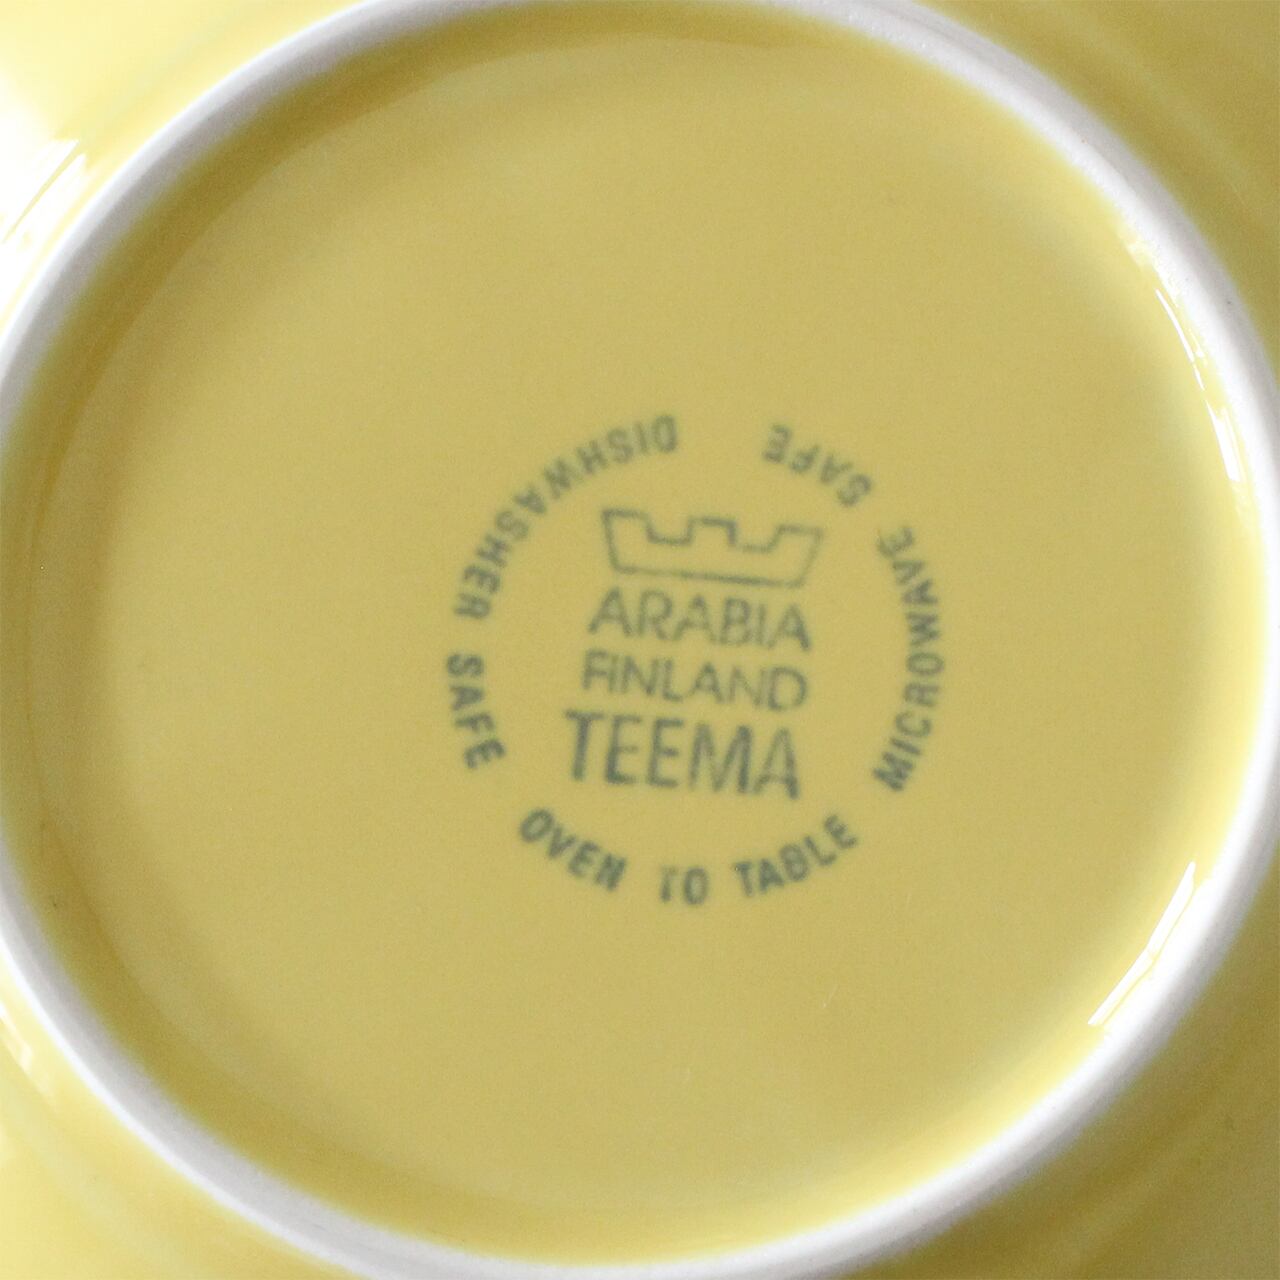 ARABIA
FINLAND
TEEMA
DISHWASHER SAFE
OVEN TO TABLE
MICROWAVE SAFE